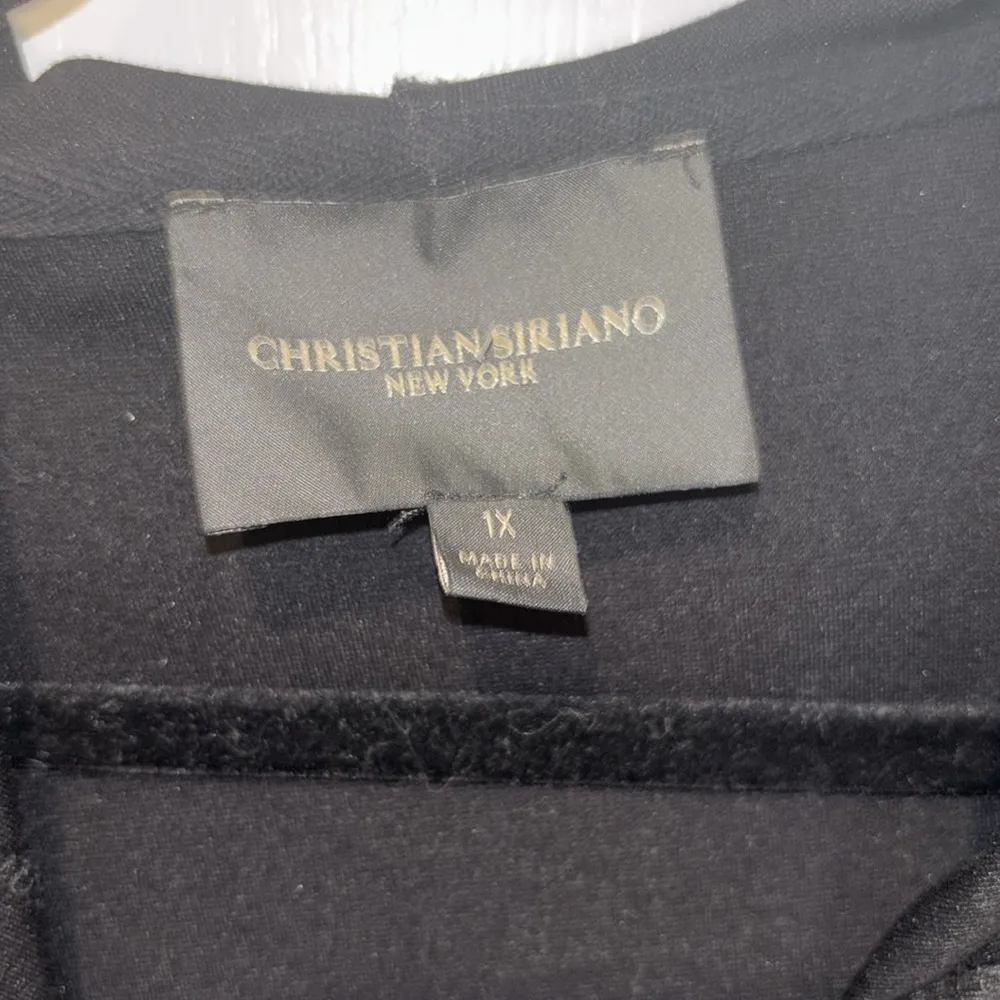 CHRISTIAN SIRIANO
NEW YORK
1X
MADE IN
CHINA